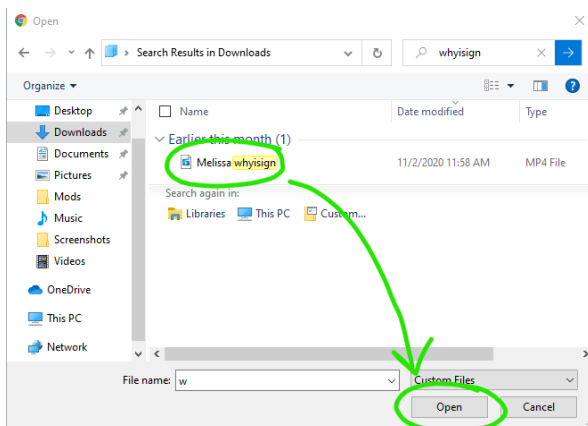 Open
Search Results in Downloads
whyisign
Organize
Name
Date modified
Type
Desktop
Downloads
Documents
Pictures
Mods
Music
Screenshots
Videos
OneDrive
This PC
Network
Earlier this month (1)
Melissa whyisign
11/2/2020 11:58 AM
MP4 File
Search again in:
Libraries
This PC
Custom...
File name:
w
Custom Files
Open
Cancel